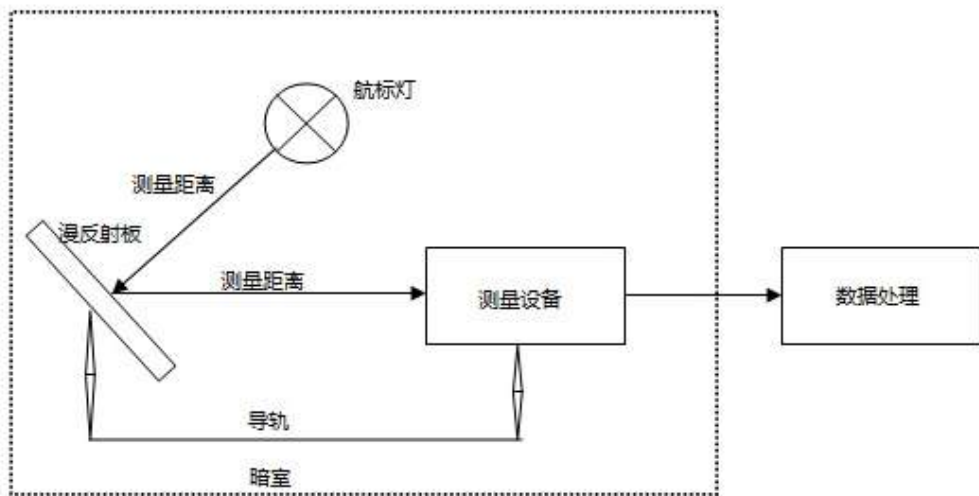 航标灯
测量距离
漫反射板
测量距离
测量设备
数据处理
导轨
暗室